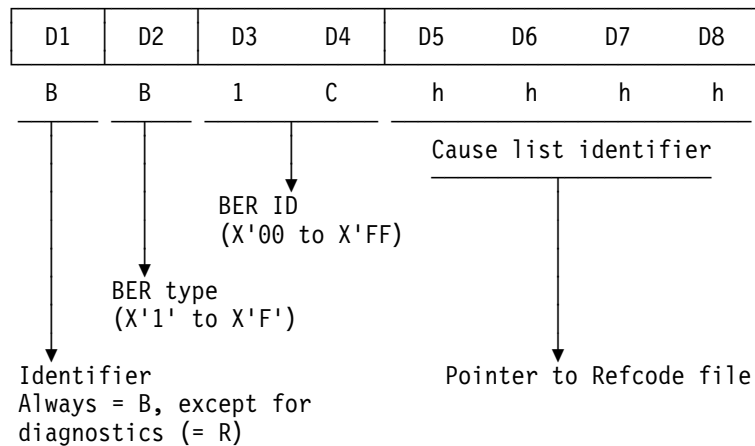 D1 D2 D3 D4 D5 D6 D7 D8
B B 1 C h h h h
Cause list identifier
BER ID
(X'00 to X'FF)
BER type
(X'1' to X'F')
Identifier
Always = B, except for
diagnostics (= R)
Pointer to Refcode file